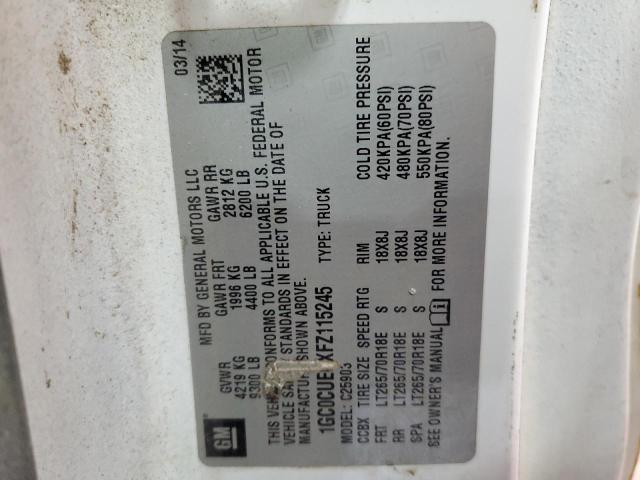 GM
MFD BY GENERAL MOTORS LLC
03/14
GVWR GAWR FRT GAWR RR
4219 KG 1996 KG 2812 KG
9300 LB 4400 LB 6200 LB
THIS VEHICLE CONFORMS TO ALL APPLICABLE U.S. FEDERAL MOTOR
VEHICLE SAFETY STANDARDS IN EFFECT ON THE DATE OF
MANUFACTURE SHOWN ABOVE.
TYPE: TRUCK
MODEL: C25903
CCBX TIRE SIZE SPEED RTG RIM COLD TIRE PRESSURE
FRT LT265/70R18E S 18X8J 420KPA(60PSI)
RR LT265/70R18E S 18X8J 480KPA(70PSI)
SPA LT265/70R18E S 18X8J 550KPA(80PSI)
SEE OWNER'S MANUAL FOR MORE INFORMATION.